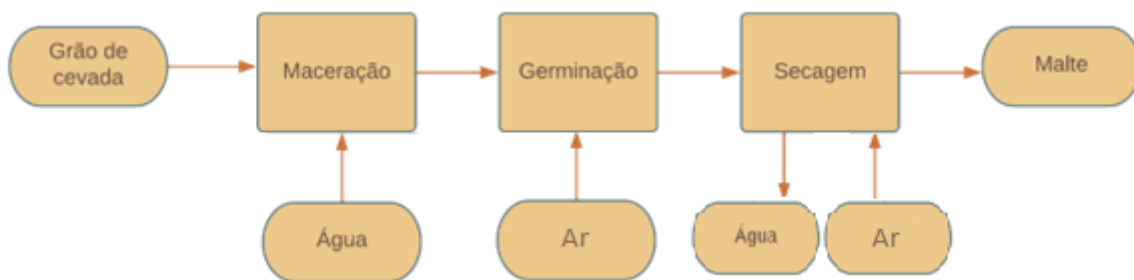 Grão de
cevada
Maceração
Germinação
Secagem
Malte
Água
Ar
Água
Ar